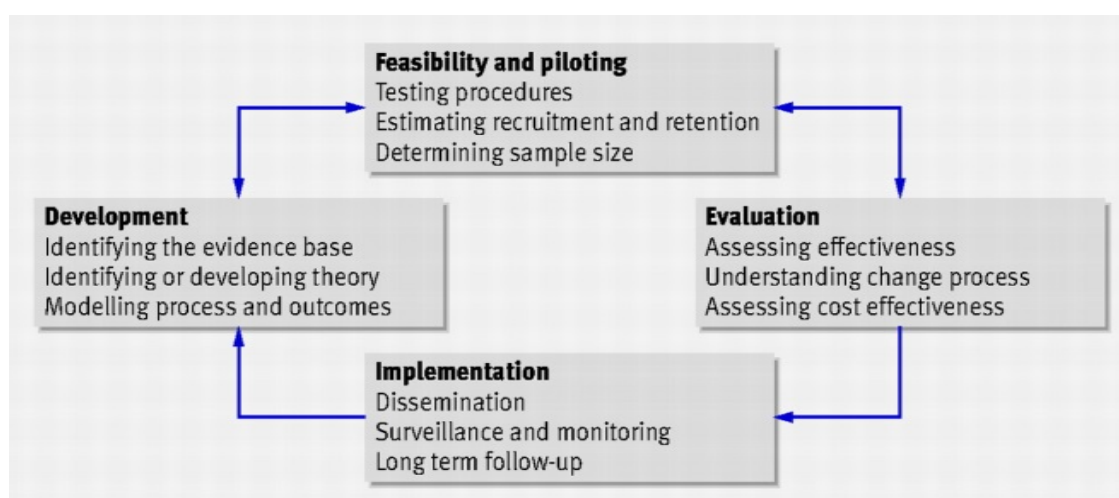 Feasibility and piloting
Testing procedures
Estimating recruitment and retention
Determining sample size
Development
Identifying the evidence base
Identifying or developing theory
Modelling process and outcomes
Evaluation
Assessing effectiveness
Understanding change process
Assessing cost effectiveness
Implementation
Dissemination
Surveillance and monitoring
Long term follow-up